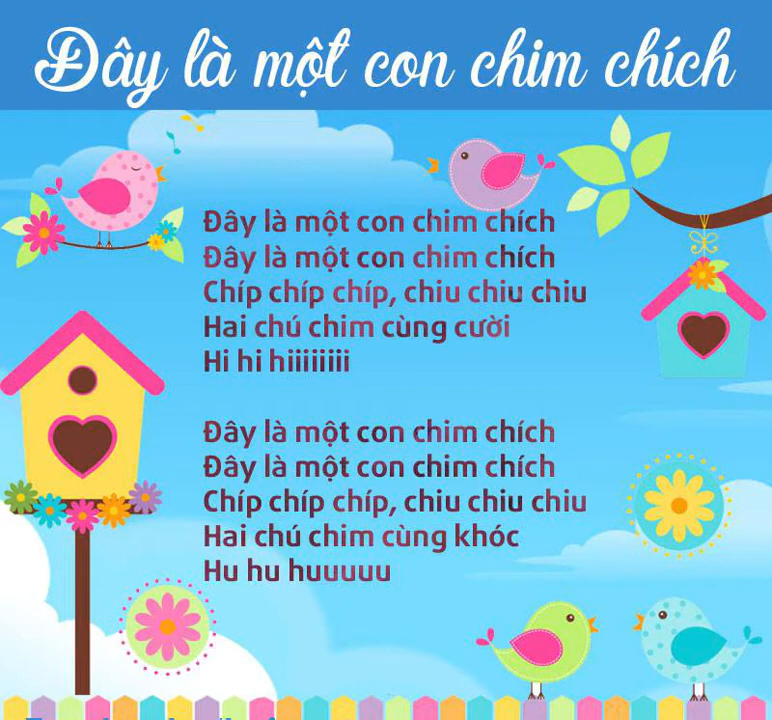 Đây là một con chim chích
Đây là một con chim chích
Đây là một con chim chích
Chíp chíp chíp, chiu chiu chiu
Hai chú chim cùng cười
Hi hi hiiiiiiii
Đây là một con chim chích
Đây là một con chim chích
Chíp chíp chíp, chiu chiu chiu
Hai chú chim cùng khóc
Hu hu huuuuu